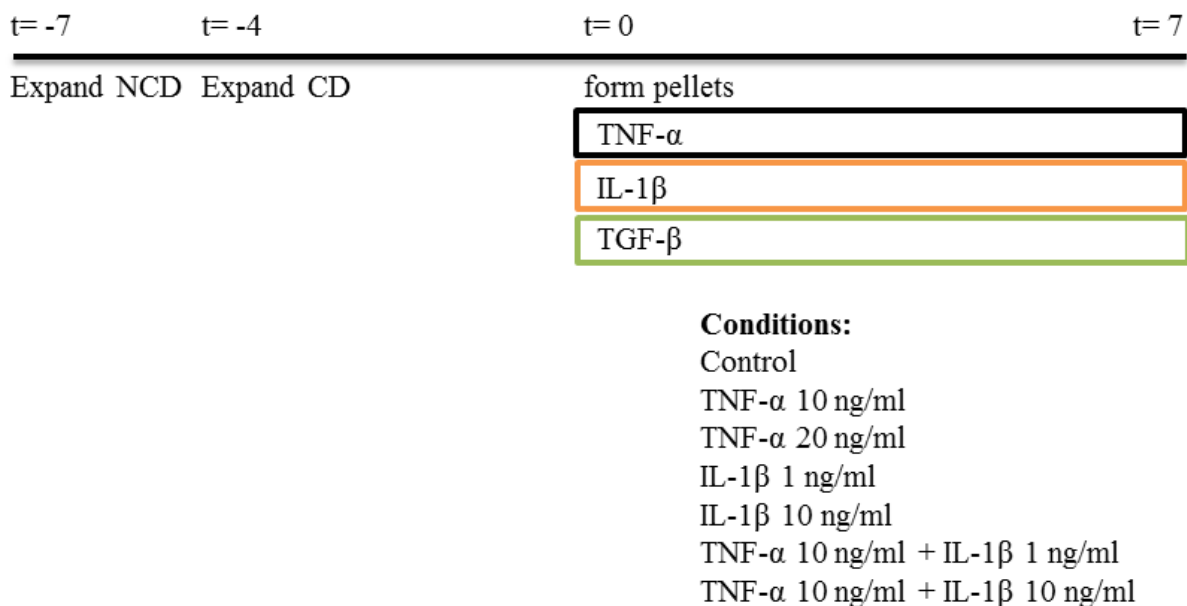 t= -7 t= -4 t= 0 t= 7
Expand NCD Expand CD form pellets
TNF-α
IL-1β
TGF-β
Conditions:
Control
TNF-α 10 ng/ml
TNF-α 20 ng/ml
IL-1β 1 ng/ml
IL-1β 10 ng/ml
TNF-α 10 ng/ml + IL-1β 1 ng/ml
TNF-α 10 ng/ml + IL-1β 10 ng/ml